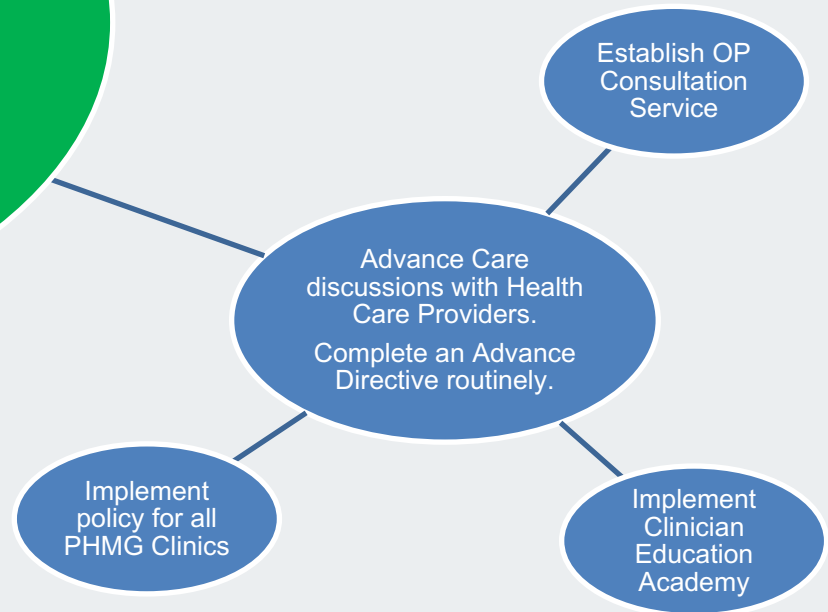 Establish OP
Consultation
Service
Advance Care
discussions with Health
Care Providers.
Complete an Advance
Directive routinely.
Implement
policy for all
PHMG Clinics
Implement
Clinician
Education
Academy